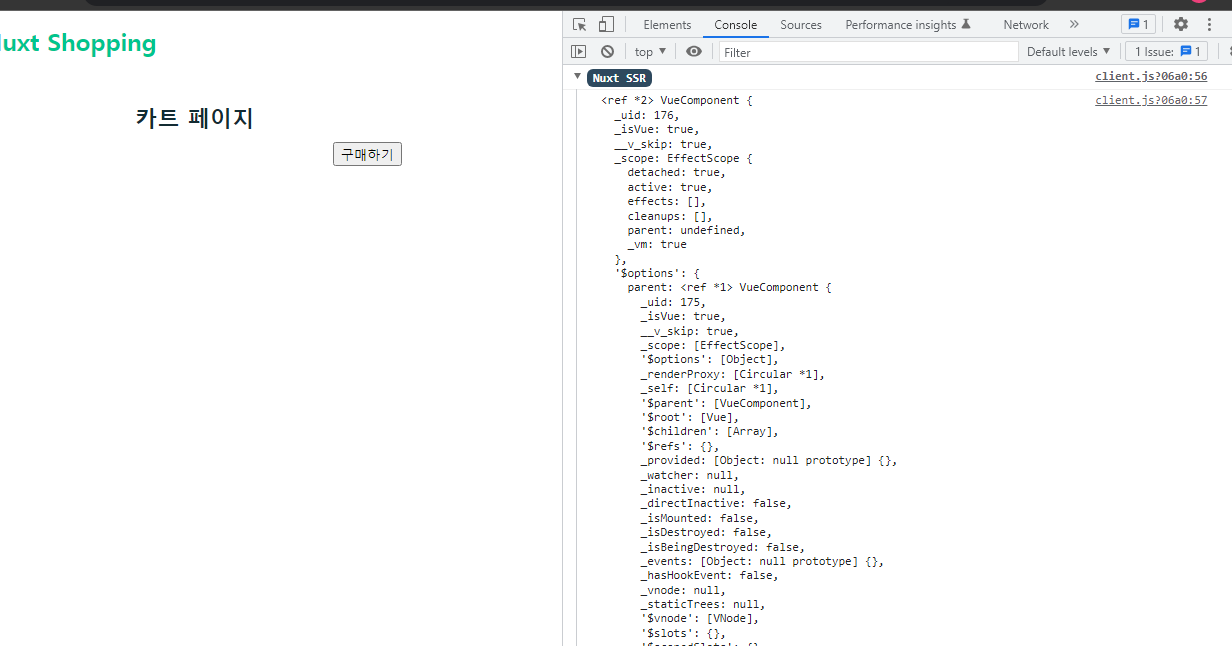 Nuxt Shopping
카트 페이지
구매하기
Elements Console Sources Performance insights Network 1
top Filter Default levels 1 Issue: 1
Nuxt SSR client.js?06a0:56
<ref *2> VueComponent { client.js?06a0:57
_uid: 176,
_isVue: true,
__v_skip: true,
_scope: EffectScope {
detached: true,
active: true,
effects: [],
cleanups: [],
parent: undefined,
_vm: true
},
'$options': {
parent: <ref *1> VueComponent {
_uid: 175,
_isVue: true,
__v_skip: true,
_scope: [EffectScope],
'$options': [Object],
_renderProxy: [Circular *1],
_self: [Circular *1],
'$parent': [VueComponent],
'$root': [Vue],
'$children': [Array],
'$refs': {},
_provided: [Object: null prototype] {},
_watcher: null,
_inactive: null,
_directInactive: false,
_isMounted: false,
_isDestroyed: false,
_isBeingDestroyed: false,
_events: [Object: null prototype] {},
_hasHookEvent: false,
_vnode: null,
_staticTrees: null,
'$vnode': [VNode],
'$slots': {},